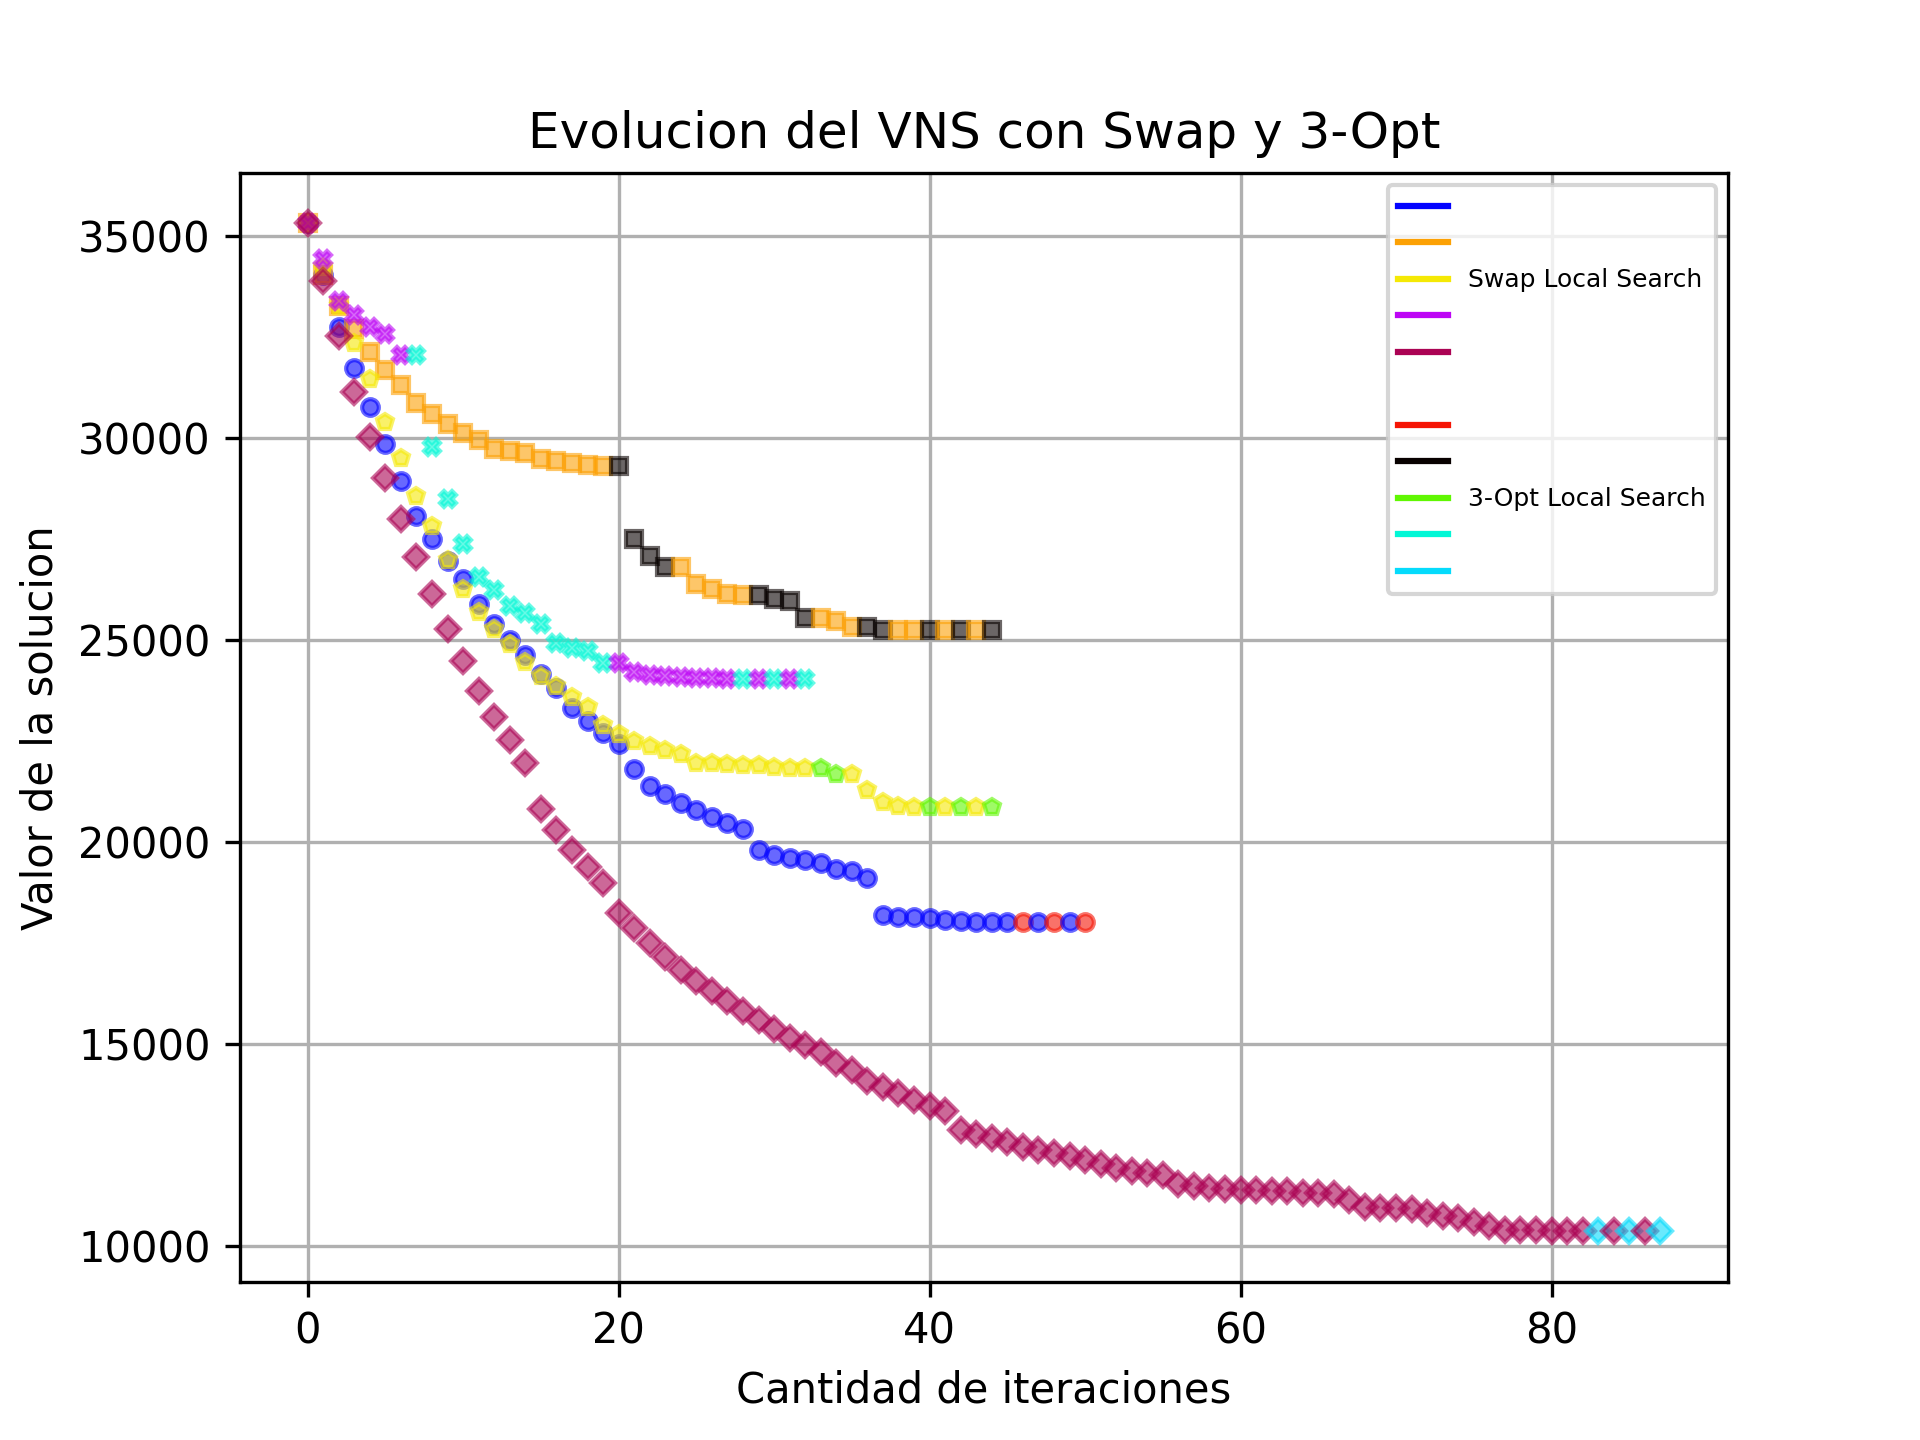 Evolucion del VNS con Swap y 3-Opt
Valor de la solucion
35000
30000
25000
20000
15000
10000
Swap Local Search
3-Opt Local Search
0 20 40 60 80
Cantidad de iteraciones